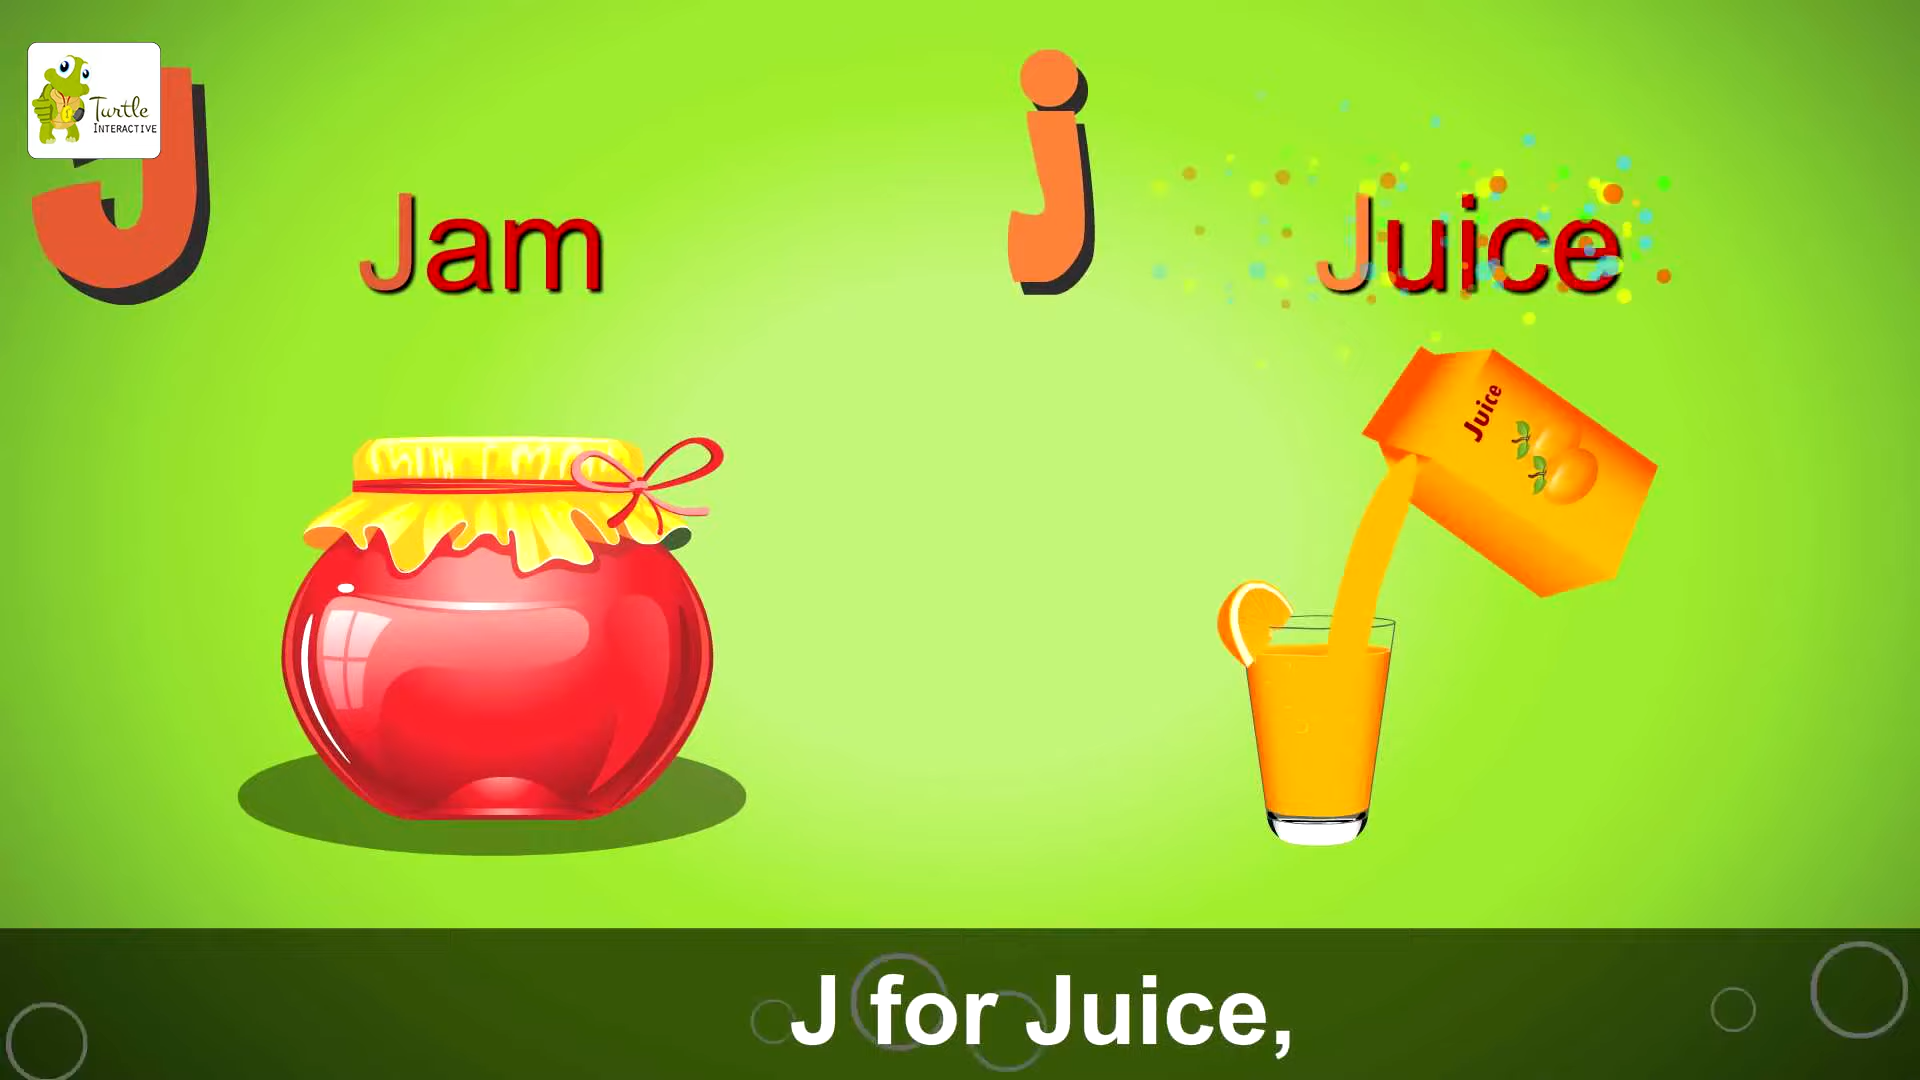 Turtle
INTERACTIVE
J
Jam
j
Juice
Juice
J for Juice,